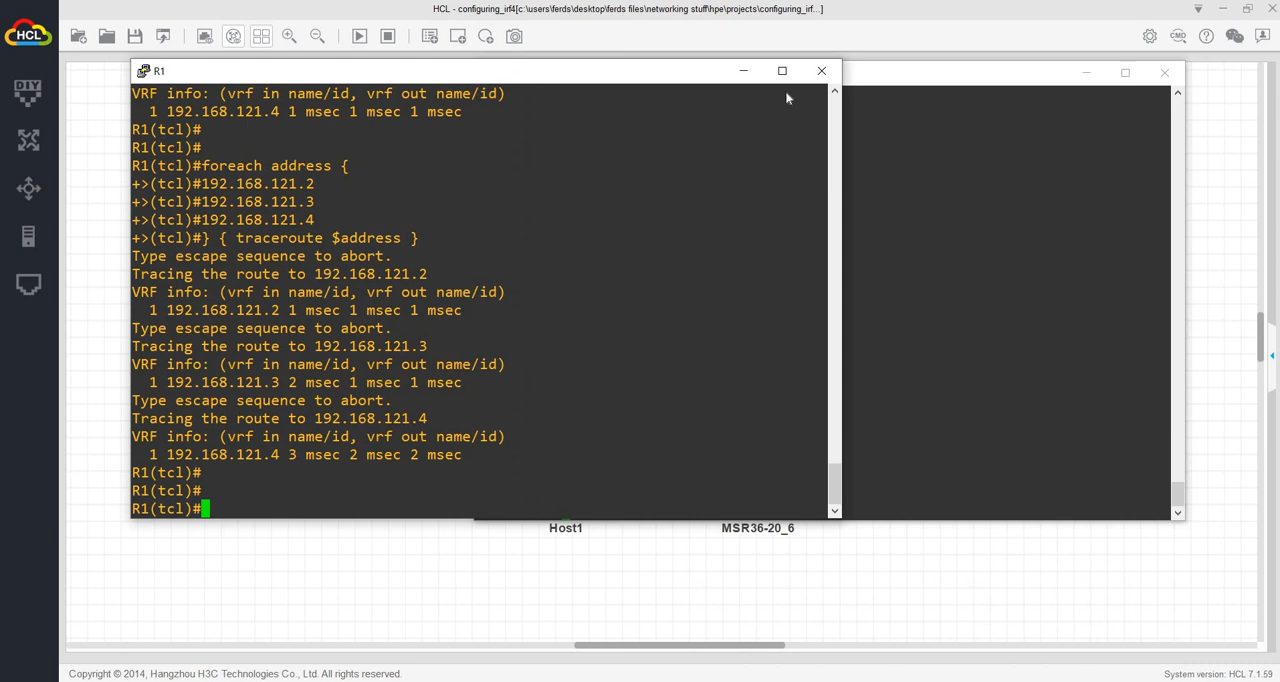 HCL - configuring_irf4[c:\users\ferds\desktop\ferds files\networking stuff\hpe\projects\configuring_irf...]
HCL
DIY
CMD
R1
VRF info: (vrf in name/id, vrf out name/id)
1 192.168.121.4 1 msec 1 msec 1 msec
R1(tcl)#
R1(tcl)#
R1(tcl)#foreach address {
+>(tcl)#192.168.121.2
+>(tcl)#192.168.121.3
+>(tcl)#192.168.121.4
+>(tcl)#} { traceroute $address }
Type escape sequence to abort.
Tracing the route to 192.168.121.2
VRF info: (vrf in name/id, vrf out name/id)
1 192.168.121.2 1 msec 1 msec 1 msec
Type escape sequence to abort.
Tracing the route to 192.168.121.3
VRF info: (vrf in name/id, vrf out name/id)
1 192.168.121.3 2 msec 1 msec 1 msec
Type escape sequence to abort.
Tracing the route to 192.168.121.4
VRF info: (vrf in name/id, vrf out name/id)
1 192.168.121.4 3 msec 2 msec 2 msec
R1(tcl)#
R1(tcl)#
R1(tcl)#
Host1 MSR36-20_6
Copyright © 2014, Hangzhou H3C Technologies Co., Ltd. All rights reserved. System version: HCL 7.1.59